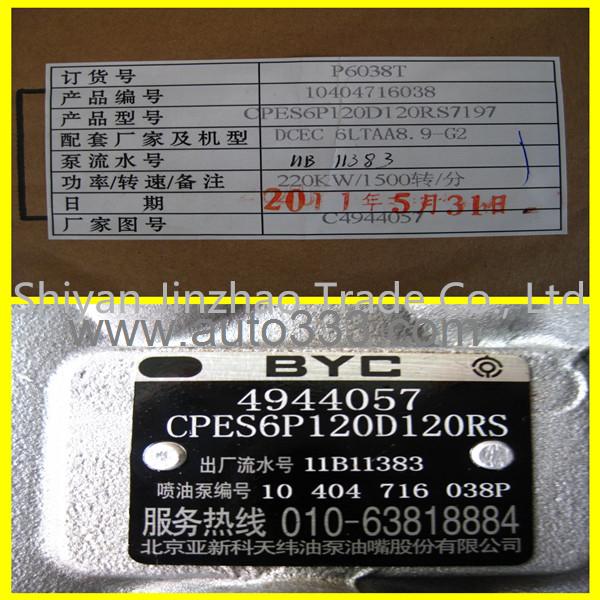 订货号 P6038T
产品编号 10404716038
产品型号 CPES6P120D120RS7197
配套厂家及机型 DCEC 6LTAA8.9-G2
泵流水号 11B 11383
功率/转速/备注 220KW/1500转/分
日 期 2011年5月31日
厂家图号 C4944057
Shiyan Jinzhao Trade Co., Ltd
www.auto335.com
BYC
4944057
CPES6P120D120RS
出厂流水号 11B11383
喷油泵编号 10 404 716 038P
服务热线 010-63818884
北京亚新科天纬油泵油嘴股份有限公司